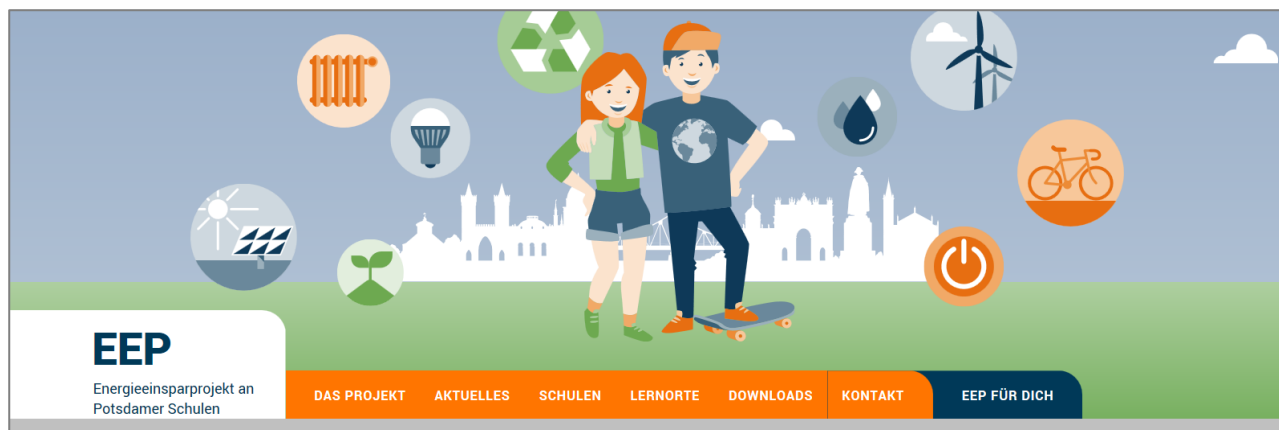 EEP
Energieeinsparprojekt an
Potsdamer Schulen
DAS PROJEKT AKTUELLES SCHULEN LERNORTE DOWNLOADS KONTAKT EEP FÜR DICH